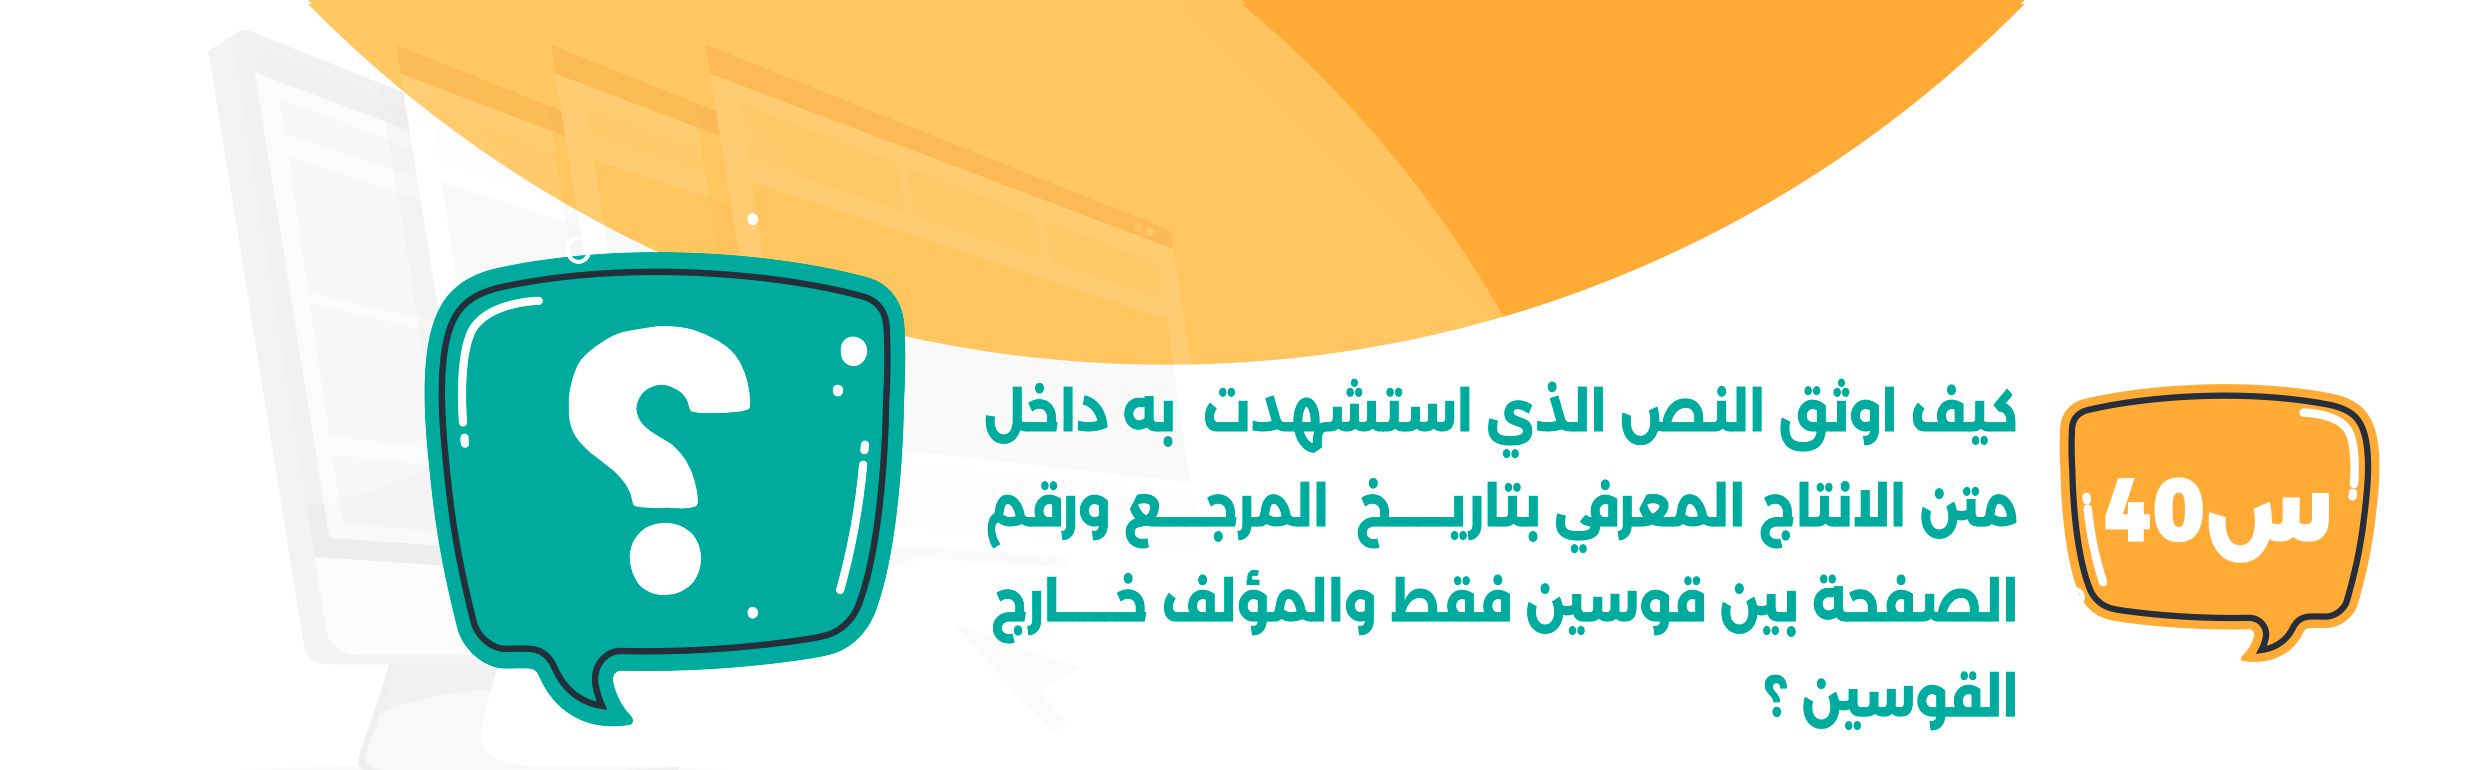 س40
كيف اوثق النص الذي استشهدت به داخل
متن الانتاج المعرفي بتاريـــخ المرجـــع ورقم
الصفحة بين قوسين فقط والمؤلف خــــارج
القوسين ؟
؟